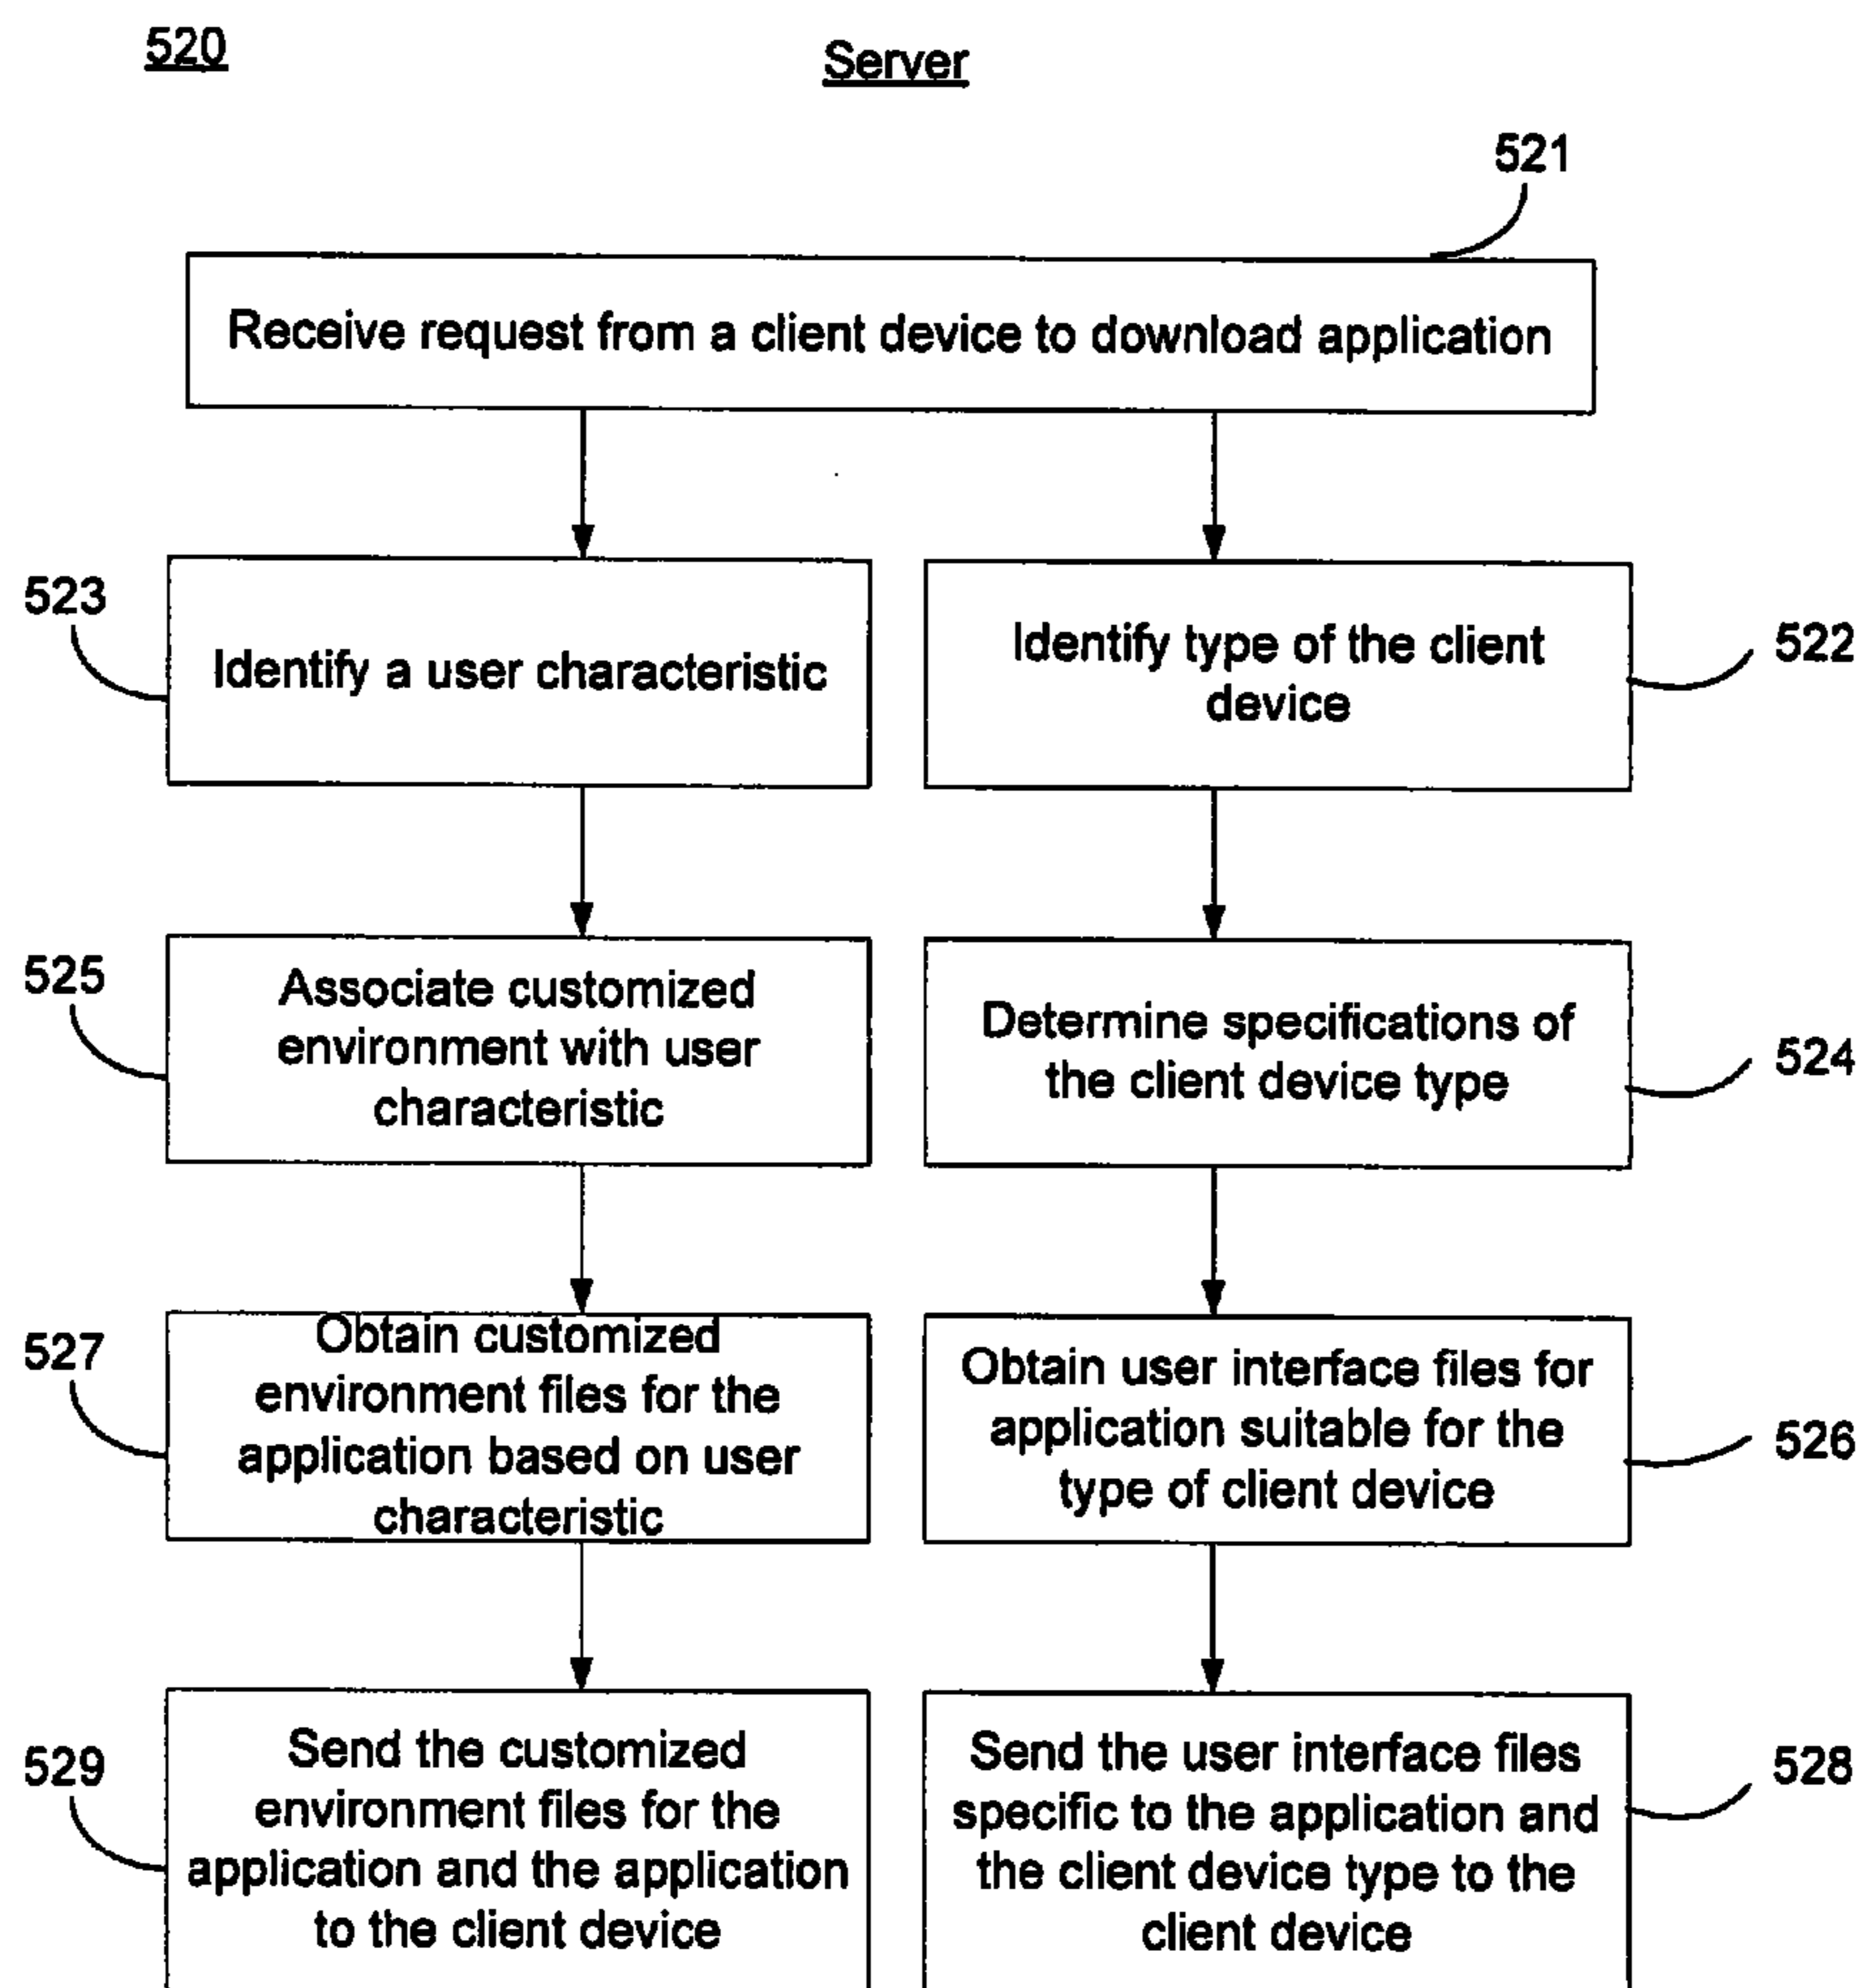 520
Server
521
Receive request from a client device to download application
523
Identify a user characteristic
Identify type of the client
device
522
525
Associate customized
environment with user
characteristic
Determine specifications of
the client device type
524
527
Obtain customized
environment files for the
application based on user
characteristic
Obtain user interface files for
application suitable for the
type of client device
526
529
Send the customized
environment files for the
application and the application
to the client device
Send the user interface files
specific to the application and
the client device type to the
client device
528